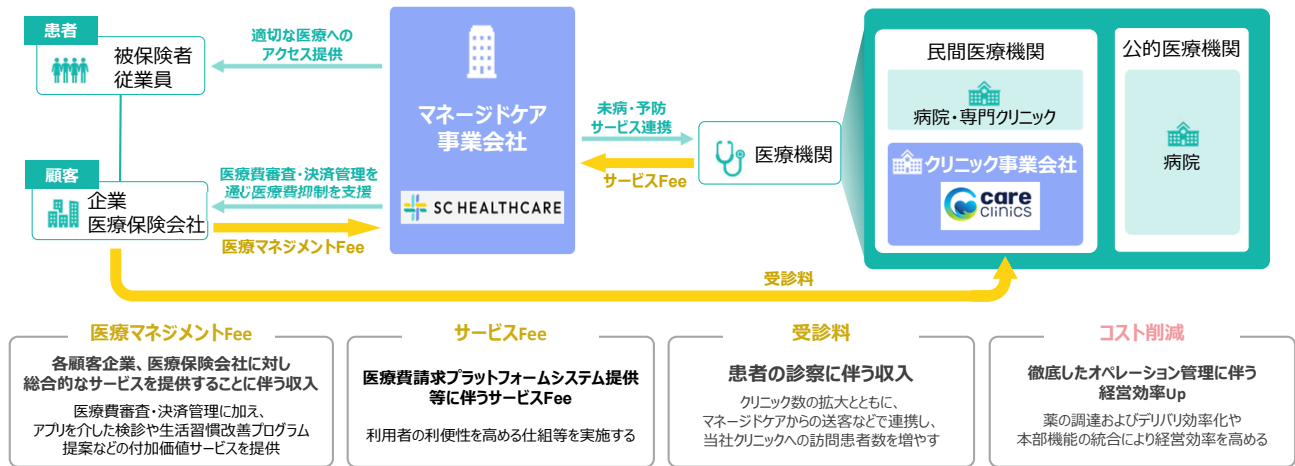 患者
被保険者
従業員
適切な医療への
アクセス提供
顧客
企業
医療保険会社
医療費審査・決済管理を
通じ医療費抑制を支援
医療マネジメントFee
マネージドケア
事業会社
SC HEALTHCARE
未病・予防
サービス連携
サービスFee
医療機関
民間医療機関
病院・専門クリニック
クリニック事業会社
care
clinics
公的医療機関
病院
受診料
医療マネジメントFee
各顧客企業、医療保険会社に対し
総合的なサービスを提供することに伴う収入
医療費審査・決済管理に加え、
アプリを介した検診や生活習慣改善プログラム
提案などの付加価値サービスを提供
サービスFee
医療費請求プラットフォームシステム提供
等に伴うサービスFee
利用者の利便性を高める仕組等を実施する
受診料
患者の診察に伴う収入
クリニック数の拡大とともに、
マネージドケアからの送客などで連携し、
当社クリニックへの訪問患者数を増やす
コスト削減
徹底したオペレーション管理に伴う
経営効率Up
薬の調達およびデリバリ効率化や
本部機能の統合により経営効率を高める